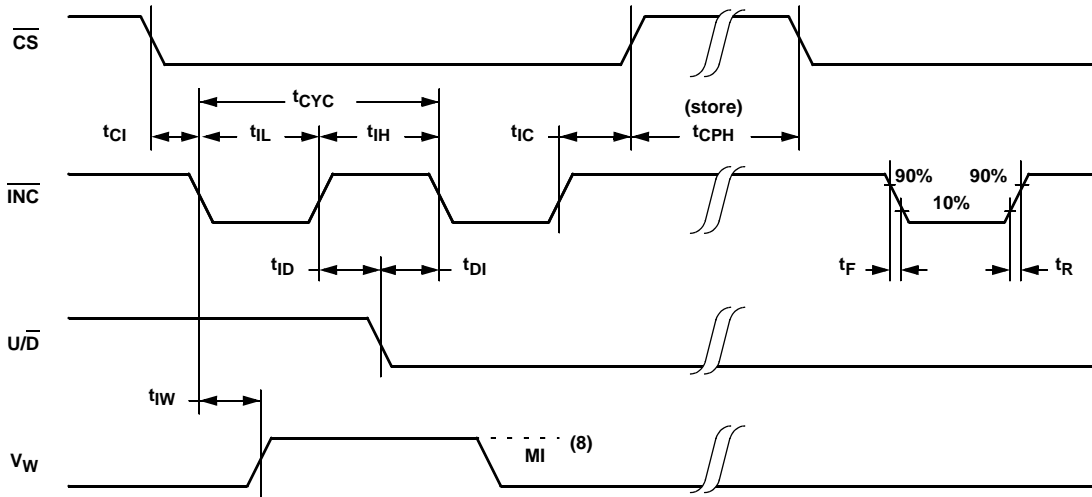 CS
tCYC
(store)
tCI tIL tIH tIC tCPH
INC
90% 90%
10%
tID tDI tF tR
U/D
tIW
VW
MI (8)